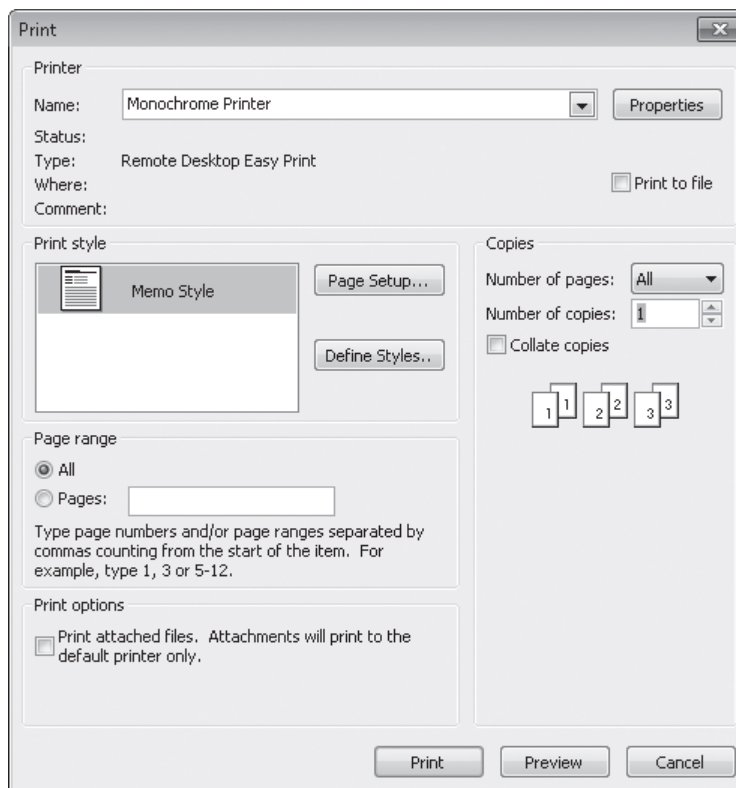 Print
Printer
Name: Monochrome Printer Properties
Status:
Type: Remote Desktop Easy Print
Where: Print to file
Comment:
Print style
Memo Style
Page Setup...
Define Styles..
Copies
Number of pages: All
Number of copies: 1
Collate copies
1 1 2 2 3 3
Page range
All
Pages:
Type page numbers and/or page ranges separated by
commas counting from the start of the item. For
example, type 1, 3 or 5-12.
Print options
Print attached files. Attachments will print to the
default printer only.
Print Preview Cancel